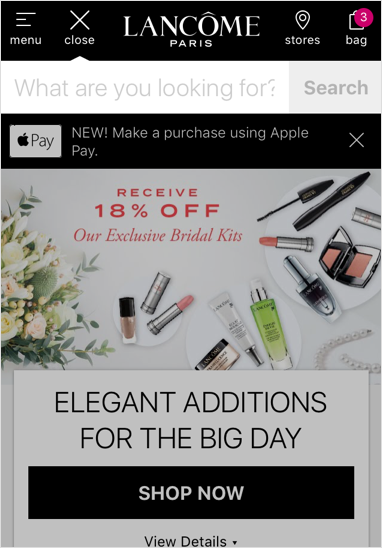 menu
close
LANCÔME
PARIS
stores
3
bag
What are you looking for?
Search
Pay
NEW! Make a purchase using Apple
Pay.
RECEIVE
18% OFF
Our Exclusive Bridal Kits
ELEGANT ADDITIONS
FOR THE BIG DAY
SHOP NOW
View Details